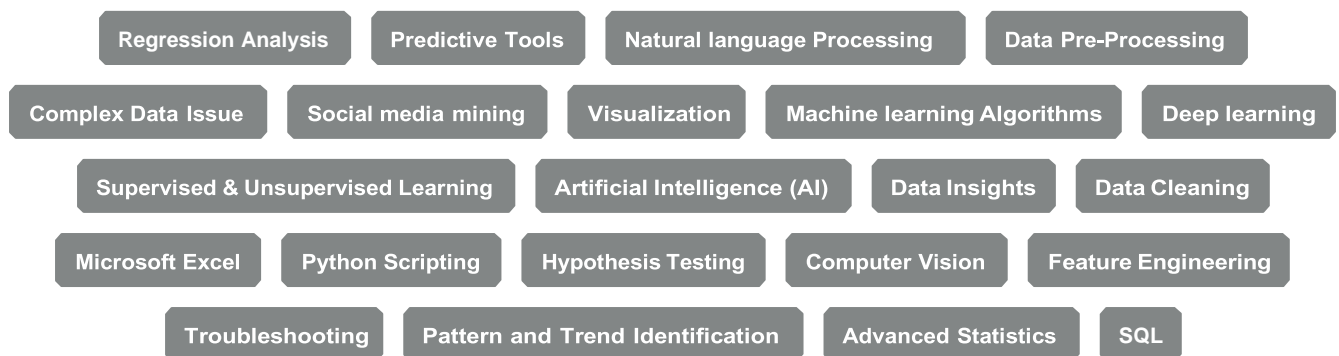 Regression Analysis Predictive Tools Natural language Processing Data Pre-Processing
Complex Data Issue Social media mining Visualization Machine learning Algorithms Deep learning
Supervised & Unsupervised Learning Artificial Intelligence (AI) Data Insights Data Cleaning
Microsoft Excel Python Scripting Hypothesis Testing Computer Vision Feature Engineering
Troubleshooting Pattern and Trend Identification Advanced Statistics SQL